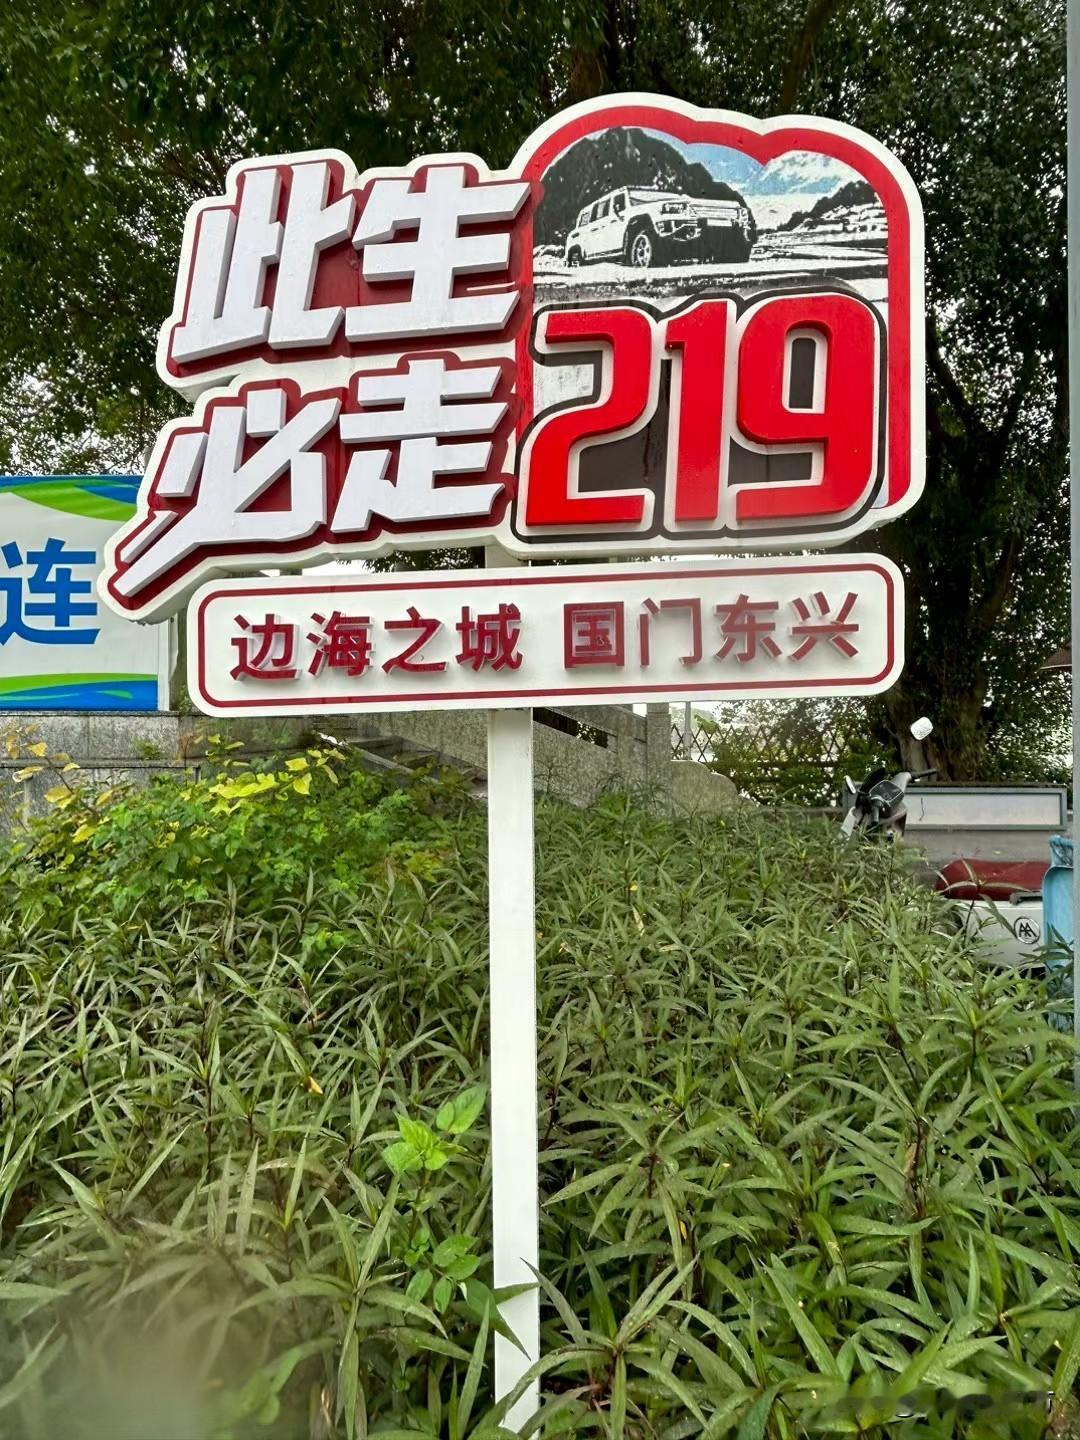 此生
必走219
边海之城 国门东兴
连